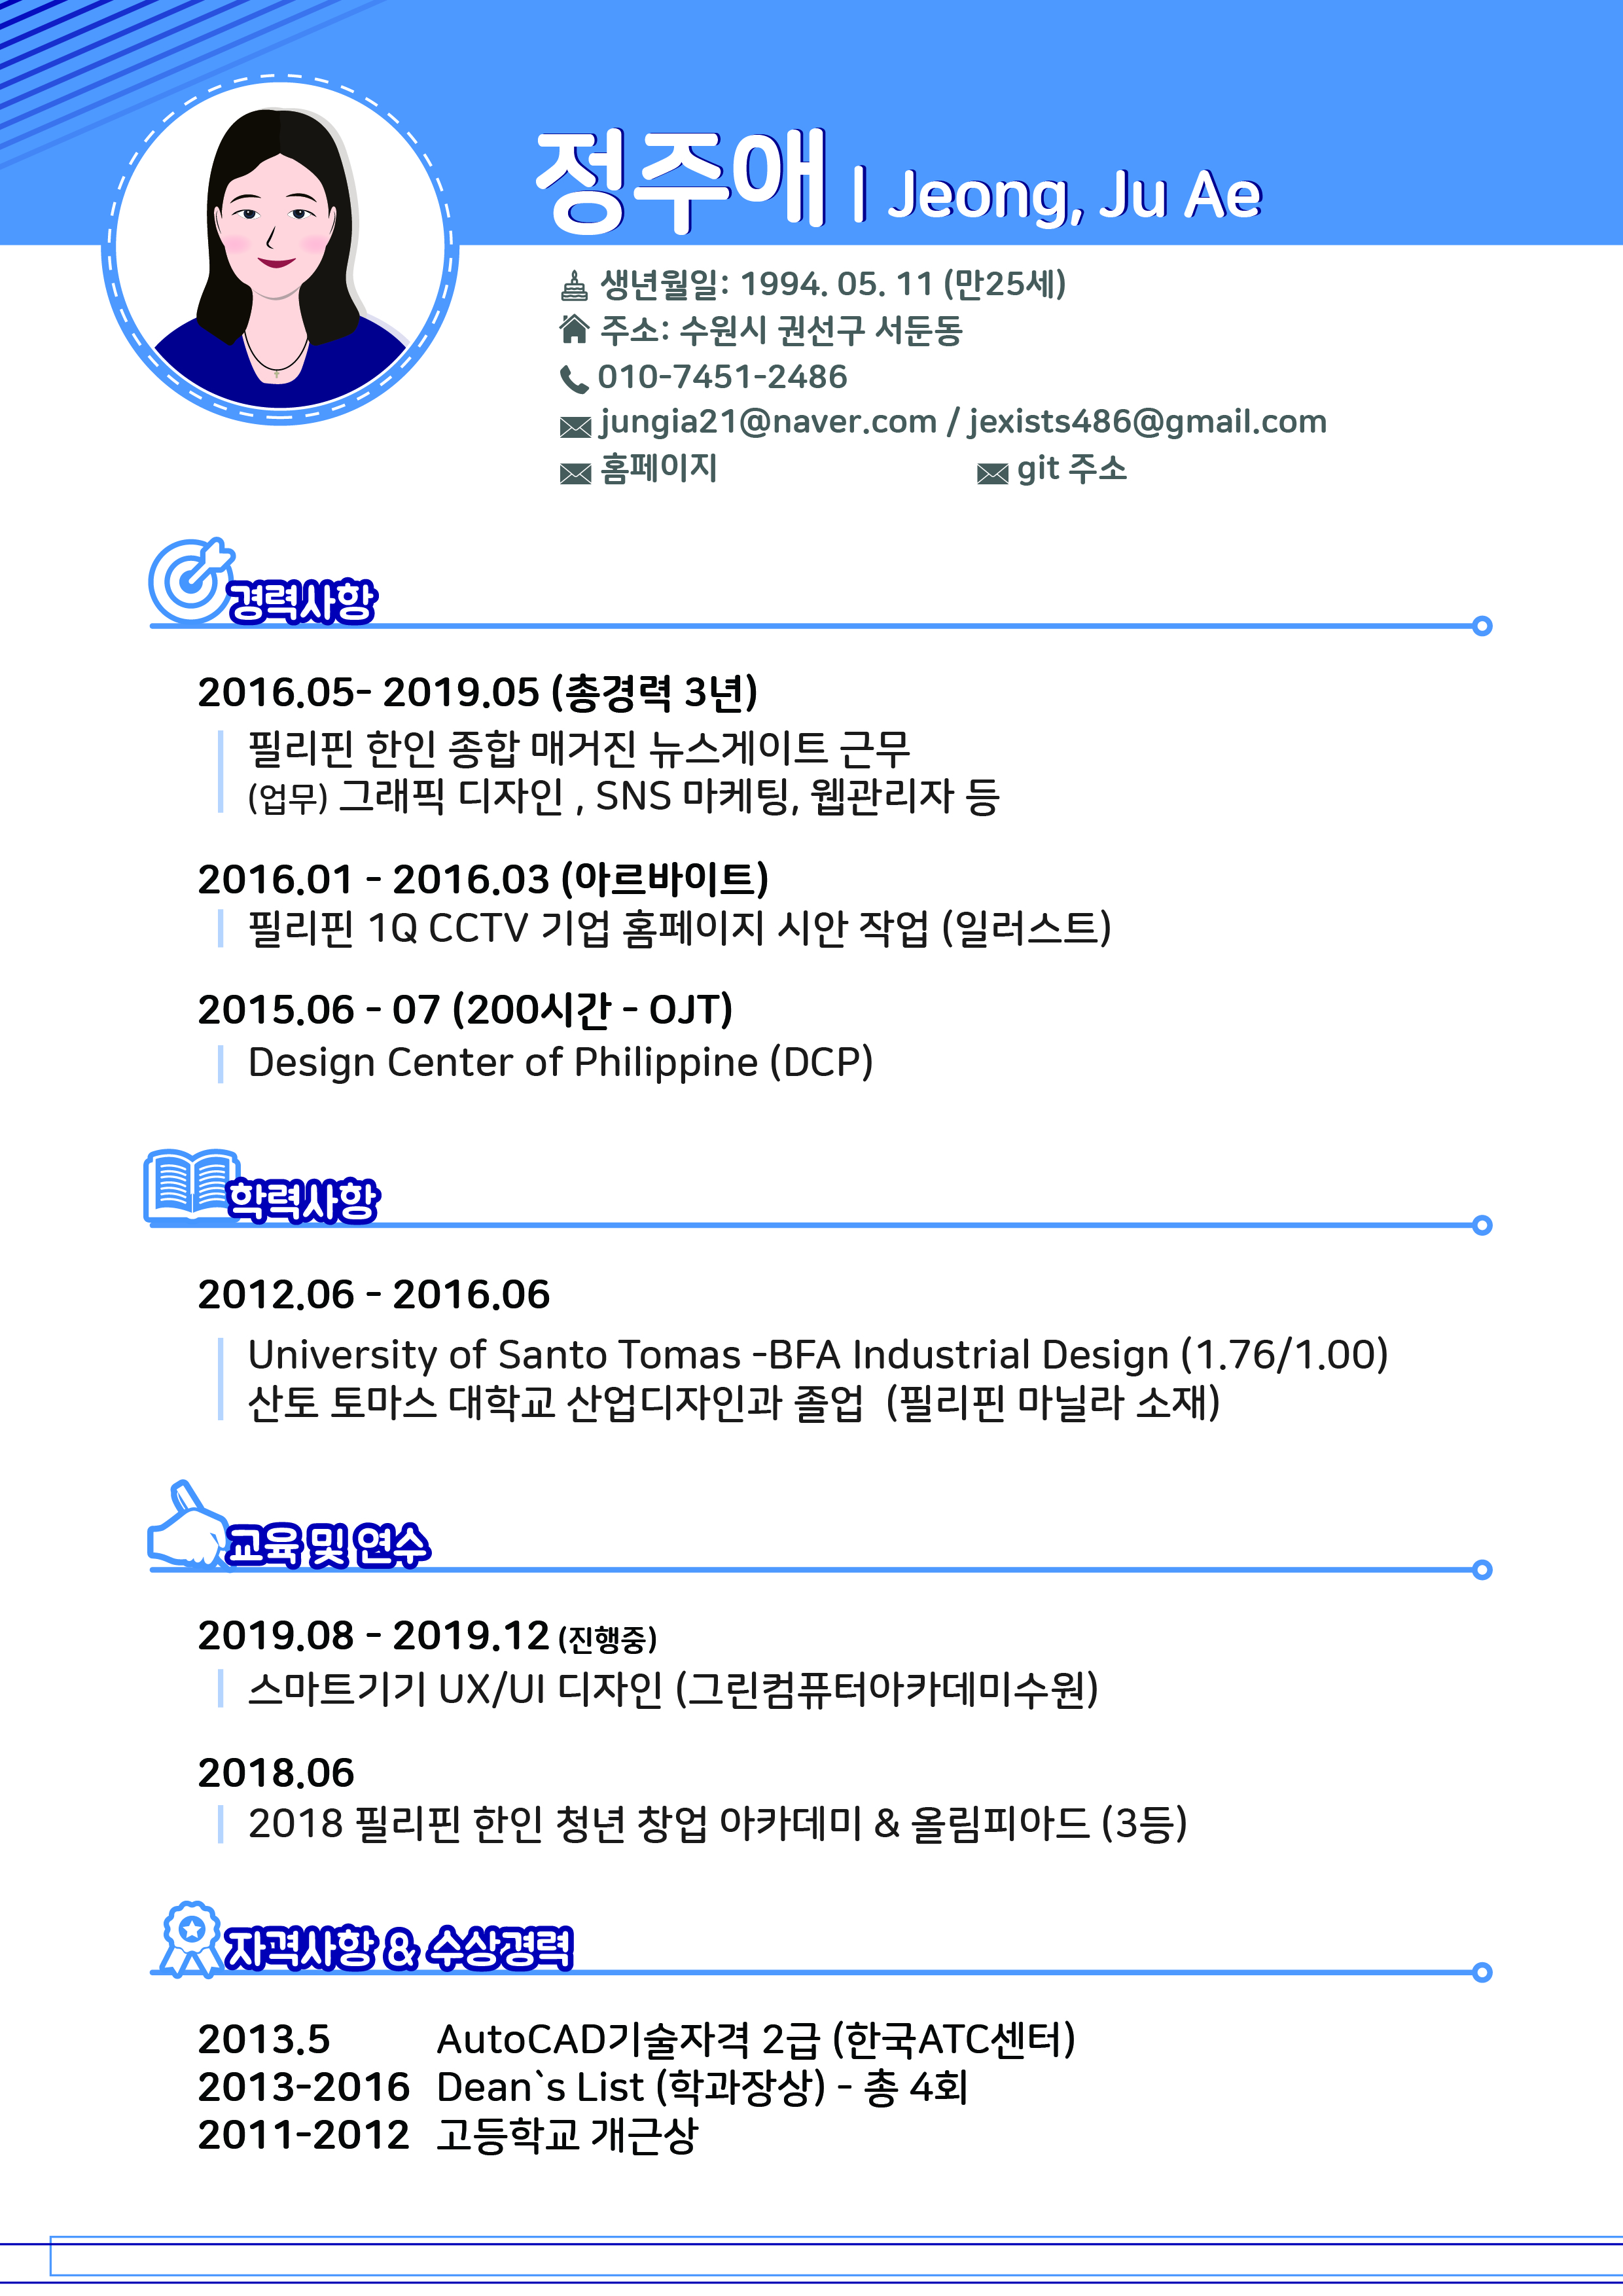 정주애 | Jeong, Ju Ae
생년월일: 1994. 05. 11 (만25세)
주소: 수원시 권선구 서둔동
010-7451-2486
jungia21@naver.com / jexists486@gmail.com
홈페이지 git 주소
경력사항
2016.05- 2019.05 (총경력 3년)
필리핀 한인 종합 매거진 뉴스게이트 근무
(업무) 그래픽 디자인 , SNS 마케팅, 웹관리자 등
2016.01 - 2016.03 (아르바이트)
필리핀 1Q CCTV 기업 홈페이지 시안 작업 (일러스트)
2015.06 - 07 (200시간 - OJT)
Design Center of Philippine (DCP)
학력사항
2012.06 - 2016.06
University of Santo Tomas -BFA Industrial Design (1.76/1.00)
산토 토마스 대학교 산업디자인과 졸업 (필리핀 마닐라 소재)
교육 및 연수
2019.08 - 2019.12 (진행중)
스마트기기 UX/UI 디자인 (그린컴퓨터아카데미수원)
2018.06
2018 필리핀 한인 청년 창업 아카데미 & 올림피아드 (3등)
자격사항 & 수상경력
2013.5 AutoCAD기술자격 2급 (한국ATC센터)
2013-2016 Dean`s List (학과장상) - 총 4회
2011-2012 고등학교 개근상